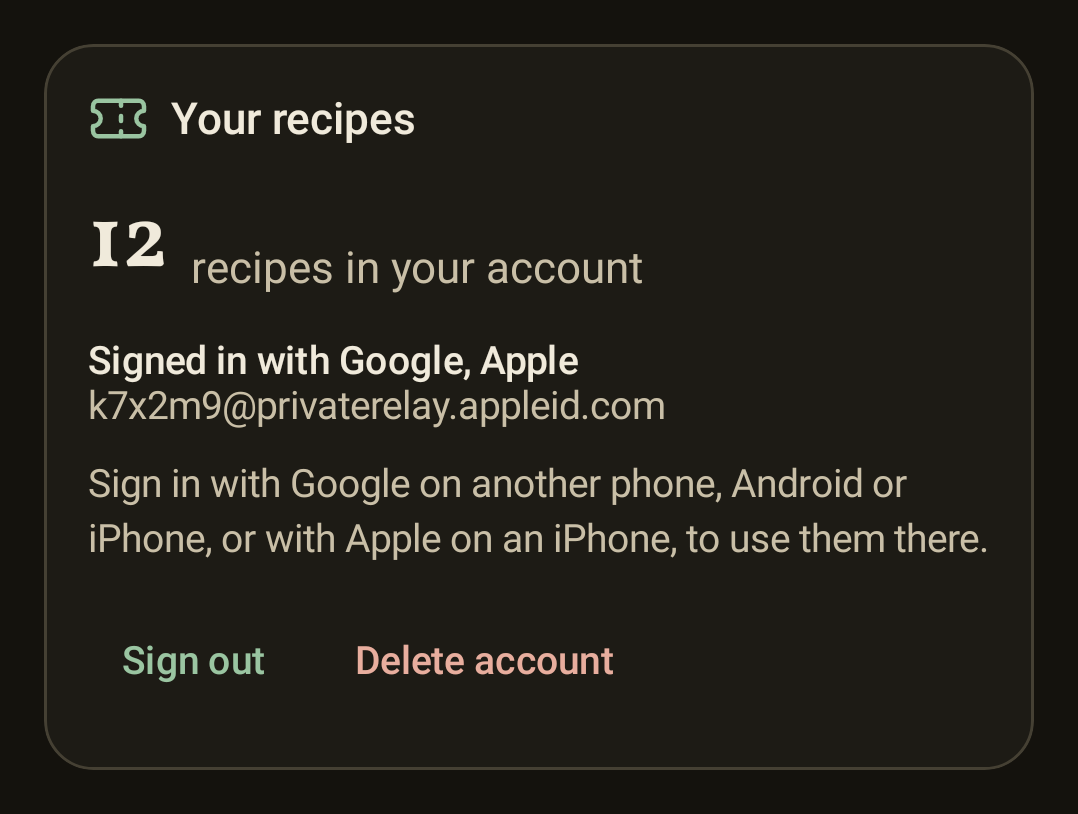 Your recipes
12 recipes in your account
Signed in with Google, Apple
k7x2m9@privaterelay.appleid.com
Sign in with Google on another phone, Android or
iPhone, or with Apple on an iPhone, to use them there.
Sign out Delete account